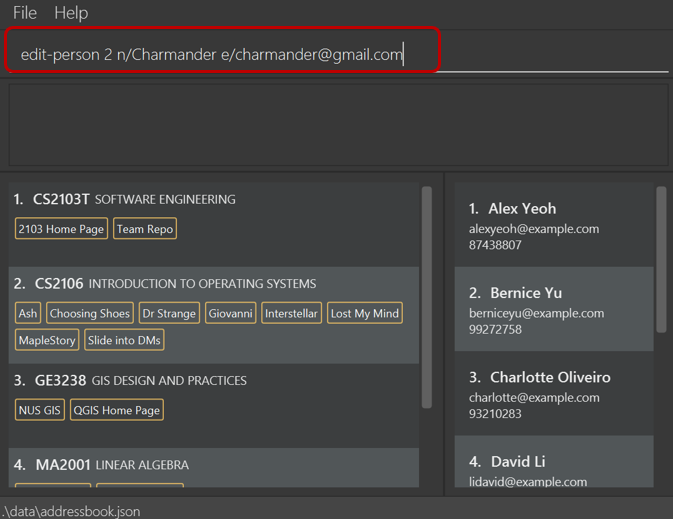 File Help
edit-person 2 n/Charmander e/charmander@gmail.com
1. CS2103T SOFTWARE ENGINEERING
2103 Home Page Team Repo
2. CS2106 INTRODUCTION TO OPERATING SYSTEMS
Ash Choosing Shoes Dr Strange Giovanni Interstellar Lost My Mind
MapleStory Slide into DMs
3. GE3238 GIS DESIGN AND PRACTICES
NUS GIS QGIS Home Page
4. MA2001 LINEAR ALGEBRA
1. Alex Yeoh
alexyeoh@example.com
87438807
2. Bernice Yu
berniceyu@example.com
99272758
3. Charlotte Oliveiro
charlotte@example.com
93210283
4. David Li
lidavid@example.com
.\data\addressbook.json